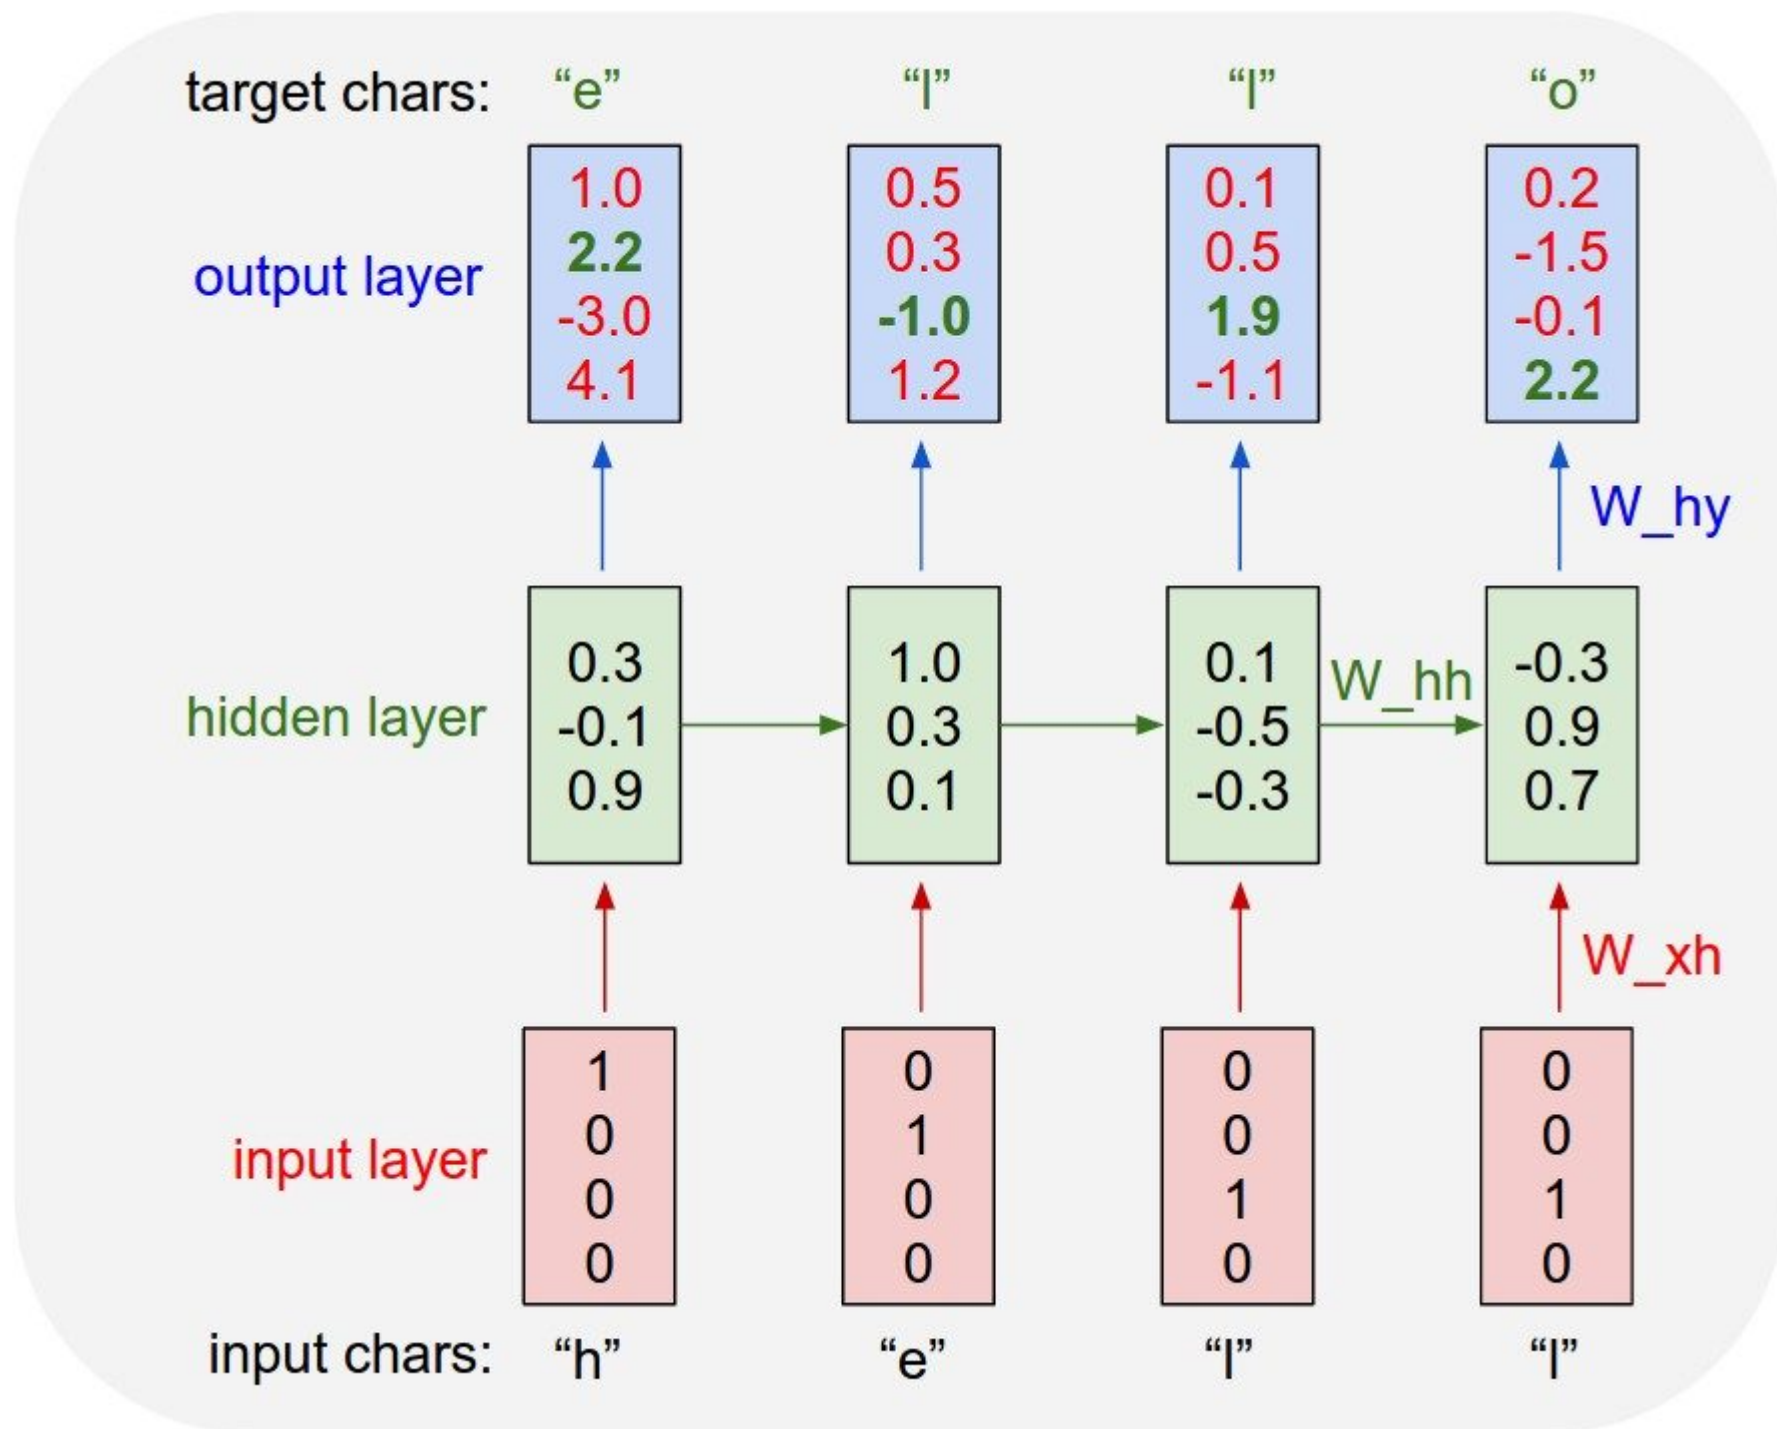 target chars: “e” “l” “l” “o”
1.0 0.5 0.1 0.2
2.2 0.3 0.5 -1.5
output layer
-3.0 -1.0 1.9 -0.1
4.1 1.2 -1.1 2.2
W_hy
0.3 1.0 0.1 W_hh -0.3
hidden layer -0.1 0.3 -0.5 0.9
0.9 0.1 -0.3 0.7
W_xh
1 0 0 0
0 1 0 0
input layer
0 0 1 1
0 0 0 0
input chars: “h” “e” “l” “l”